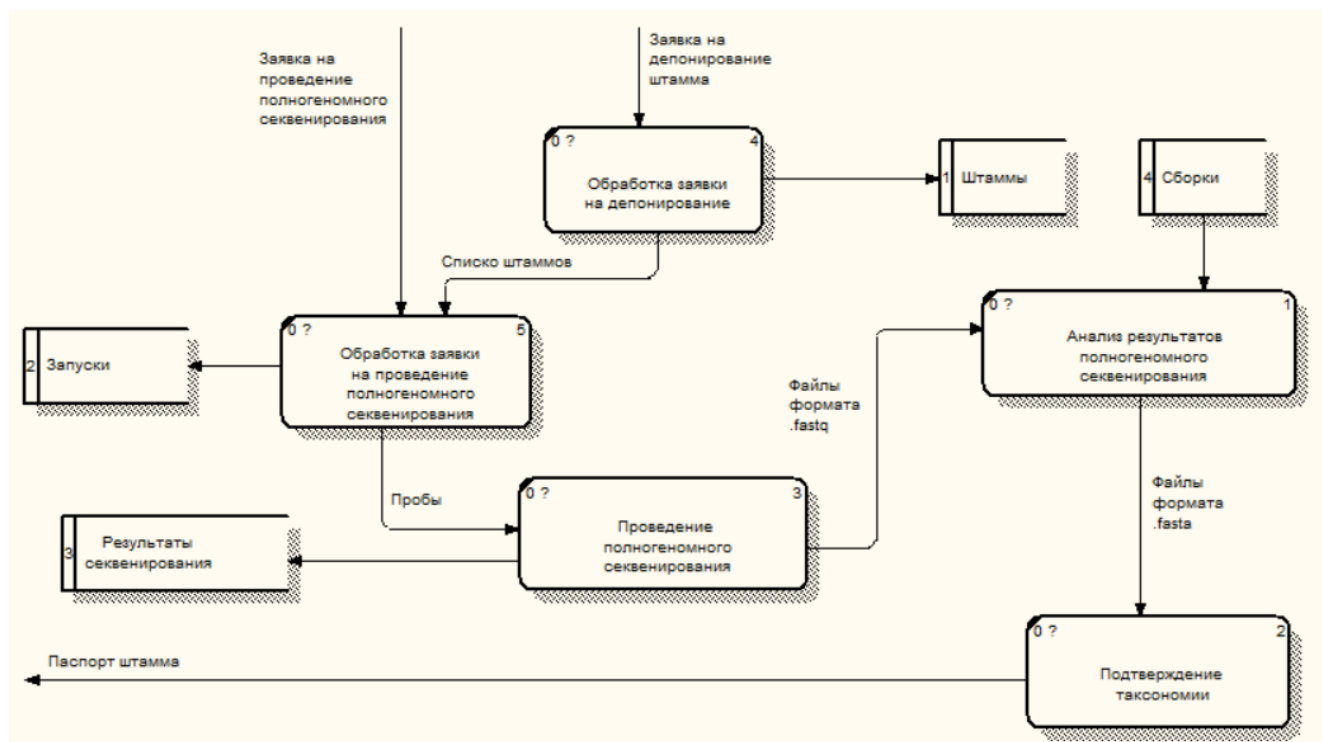 Заявка на
проведение
полногеномного
секвенирования
Заявка на
депонирование
штамма
0 ?
4
Обработка заявки
на депонирование
1
Штаммы
4
Сборки
Списко штаммов
0 ?
5
Обработка заявки
на проведение
полногеномного
секвенирования
2
Запуски
0 ?
1
Анализ результатов
полногеномного
секвенирования
Файлы
формата
.fastq
Пробы
0 ?
3
Проведение
полногеномного
секвенирования
3
Результаты
секвенирования
Файлы
формата
.fasta
0 ?
2
Подтверждение
таксономии
Паспорт штамма